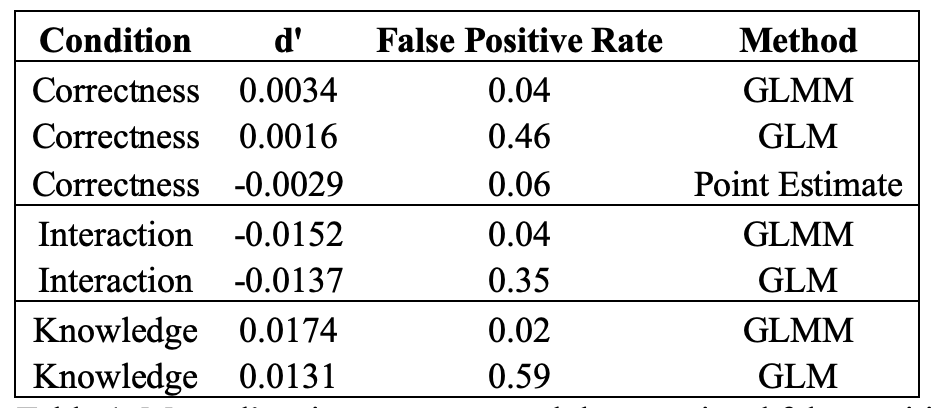 Condition d' False Positive Rate Method
Correctness 0.0034 0.04 GLMM
Correctness 0.0016 0.46 GLM
Correctness -0.0029 0.06 Point Estimate
Interaction -0.0152 0.04 GLMM
Interaction -0.0137 0.35 GLM
Knowledge 0.0174 0.02 GLMM
Knowledge 0.0131 0.59 GLM